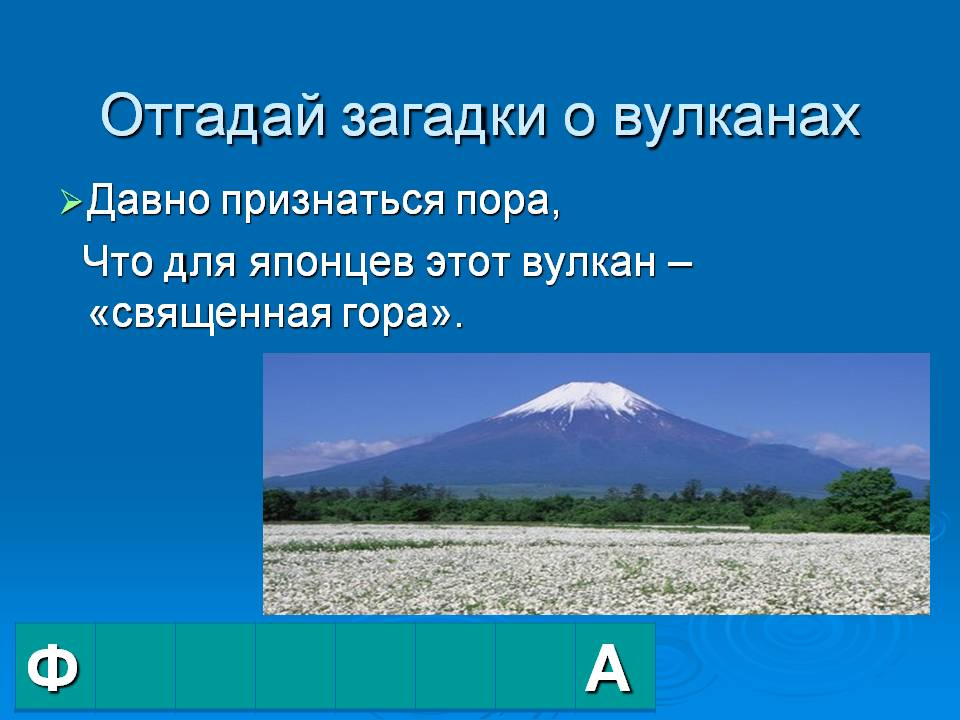 Отгадай загадки о вулканах
Давно признаться пора,
Что для японцев этот вулкан –
«священная гора».
Ф А